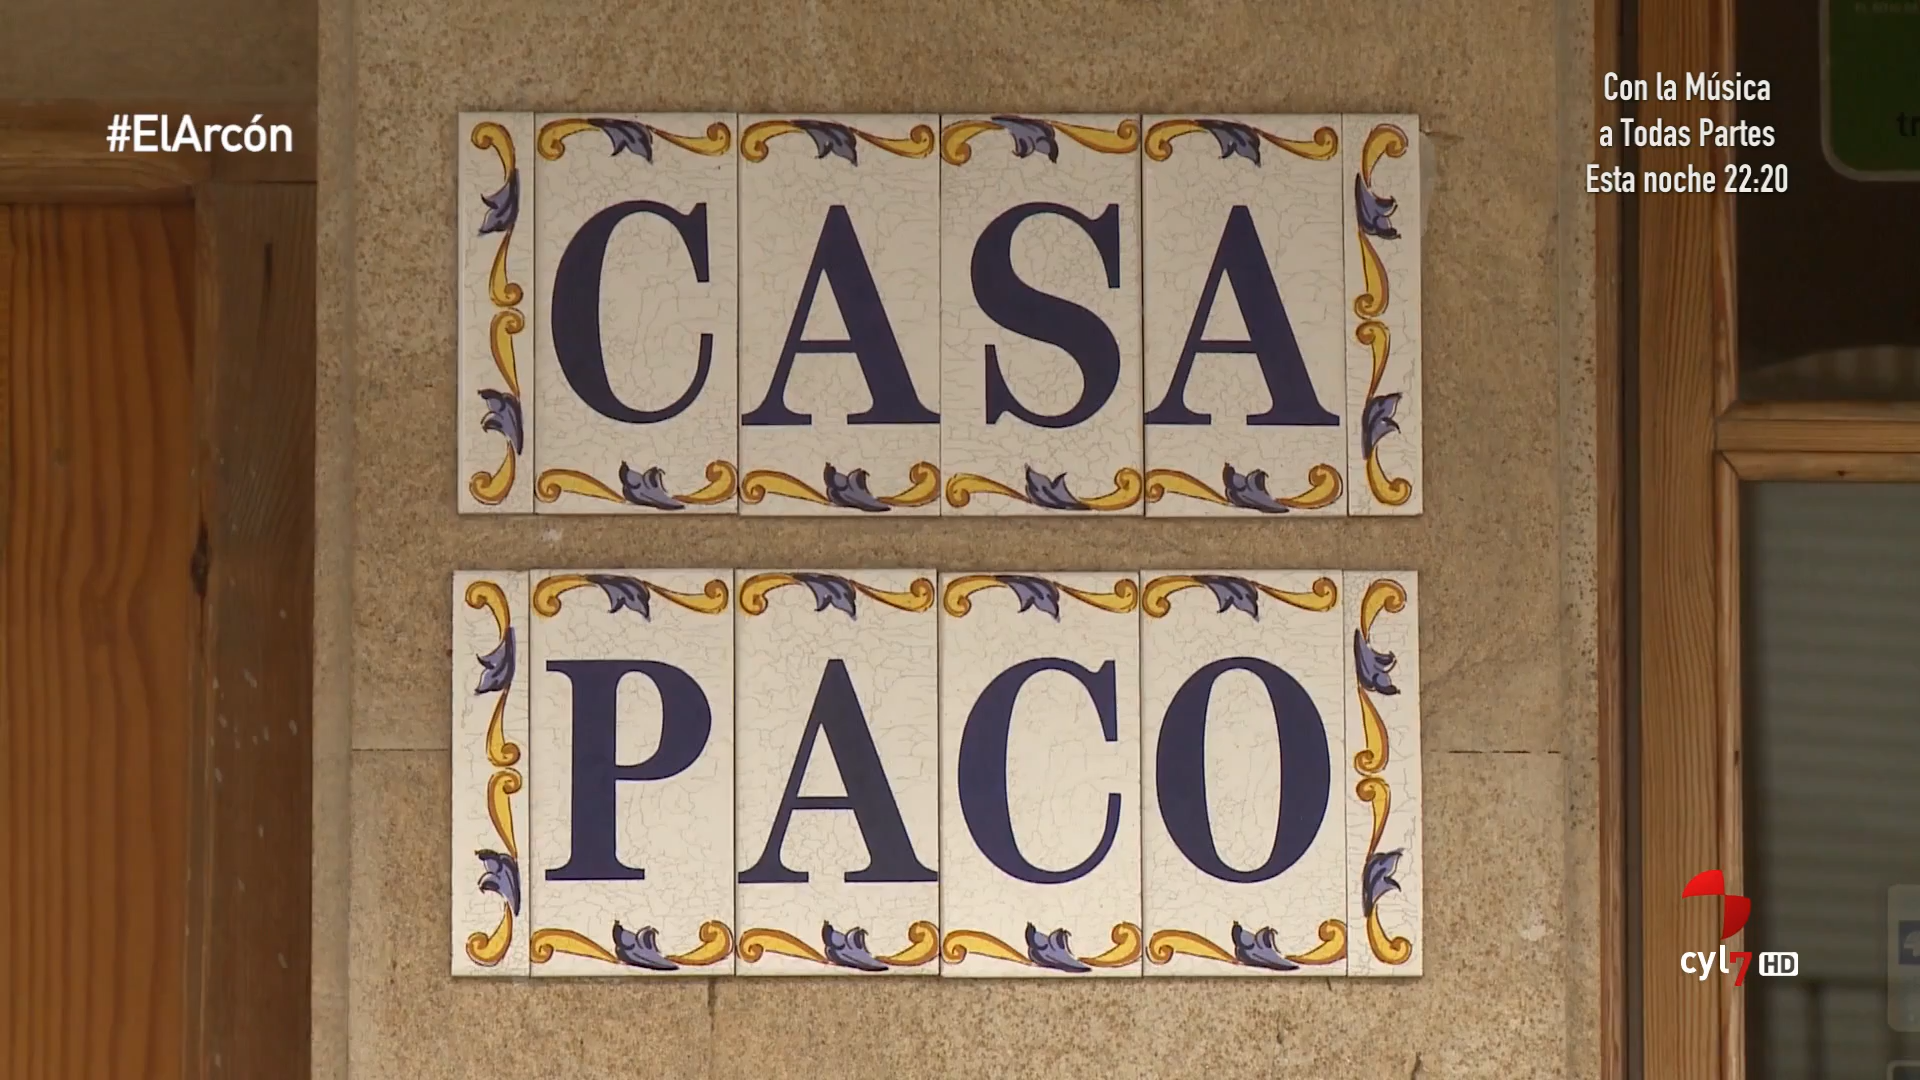 #ElArcón
Con la Música
a Todas Partes
Esta noche 22:20
CASA
PACO
cyl7 HD